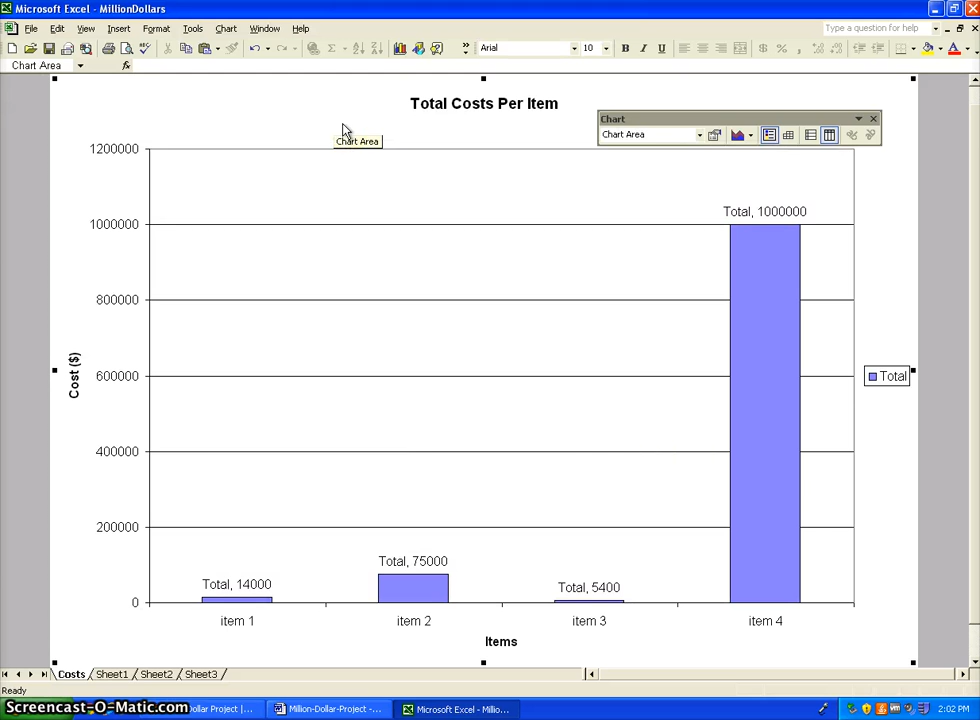 Microsoft Excel - MillionDollars
File Edit View Insert Format Tools Chart Window Help
Type a question for help
Arial 10
Chart Area
fx
Total Costs Per Item
Chart
Chart Area
Chart Area
1200000
Total, 1000000
1000000
800000
Cost ($)
600000
Total
400000
200000
Total, 75000
Total, 14000
Total, 5400
0
item 1 item 2 item 3 item 4
Items
Costs Sheet1 Sheet2 Sheet3
Ready
Screencast-O-Matic.com
Dollar Project |...
Million-Dollar-Project -...
Microsoft Excel - Millio...
2:02 PM